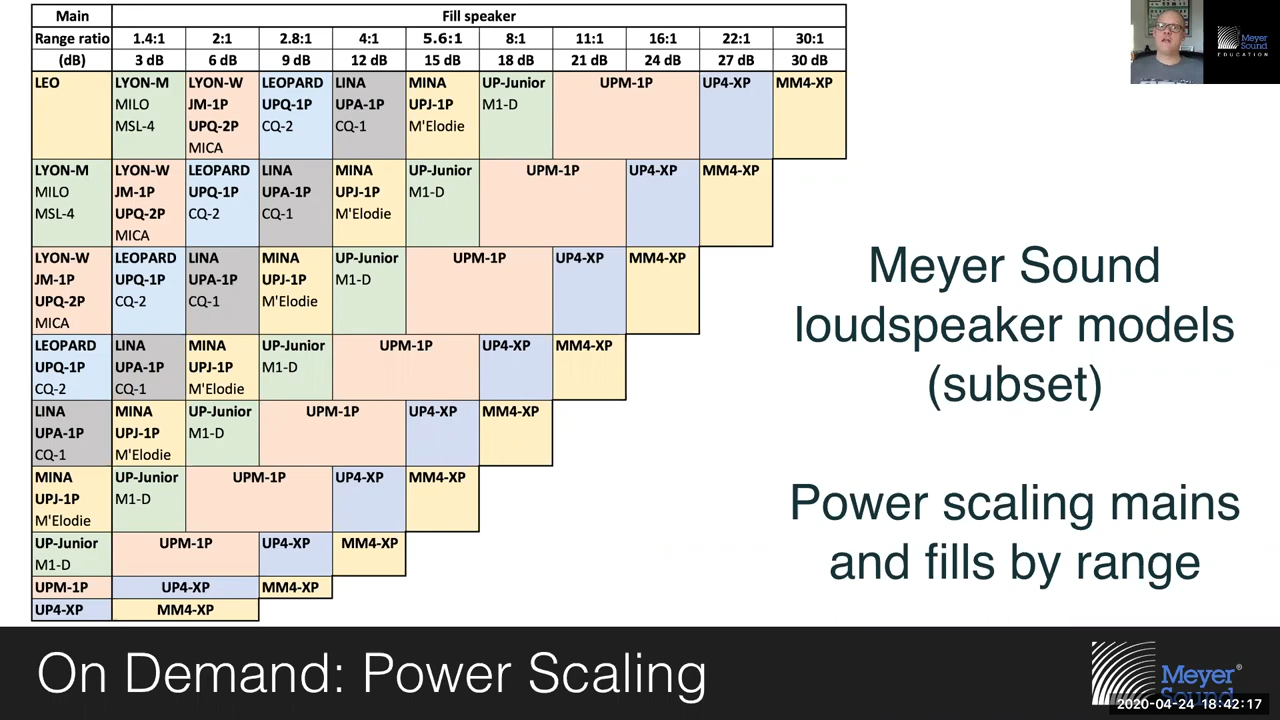 Main Fill speaker
Range ratio 1.4:1 2:1 2.8:1 4:1 5.6:1 8:1 11:1 16:1 22:1 30:1
(dB) 3 dB 6 dB 9 dB 12 dB 15 dB 18 dB 21 dB 24 dB 27 dB 30 dB
LEO LYON-M LYON-W LEOPARD LINA MINA UP-Junior UPM-1P UP4-XP MM4-XP
MILO JM-1P UPQ-1P UPA-1P UPJ-1P M1-D
MSL-4 UPQ-2P CQ-2 CQ-1 M'Elodie
MICA
LYON-M LYON-W LEOPARD LINA MINA UP-Junior UPM-1P UP4-XP MM4-XP
MILO JM-1P UPQ-1P UPA-1P UPJ-1P M1-D
MSL-4 UPQ-2P CQ-2 CQ-1 M'Elodie
MICA
LYON-W LEOPARD LINA MINA UP-Junior UPM-1P UP4-XP MM4-XP
JM-1P UPQ-1P UPA-1P UPJ-1P M1-D
UPQ-2P CQ-2 CQ-1 M'Elodie
MICA
LEOPARD LINA MINA UP-Junior UPM-1P UP4-XP MM4-XP
UPQ-1P UPA-1P UPJ-1P M1-D
CQ-2 CQ-1 M'Elodie
LINA MINA UP-Junior UPM-1P UP4-XP MM4-XP
UPA-1P UPJ-1P M1-D
CQ-1 M'Elodie
MINA UP-Junior UPM-1P UP4-XP MM4-XP
UPJ-1P M1-D
M'Elodie
UP-Junior UPM-1P UP4-XP MM4-XP
M1-D
UPM-1P UP4-XP MM4-XP
UP4-XP MM4-XP
Meyer
Sound
EDUCATION
Meyer Sound
loudspeaker models
(subset)
Power scaling mains
and fills by range
On Demand: Power Scaling
Meyer®
Sound
2020-04-24 18:42:17